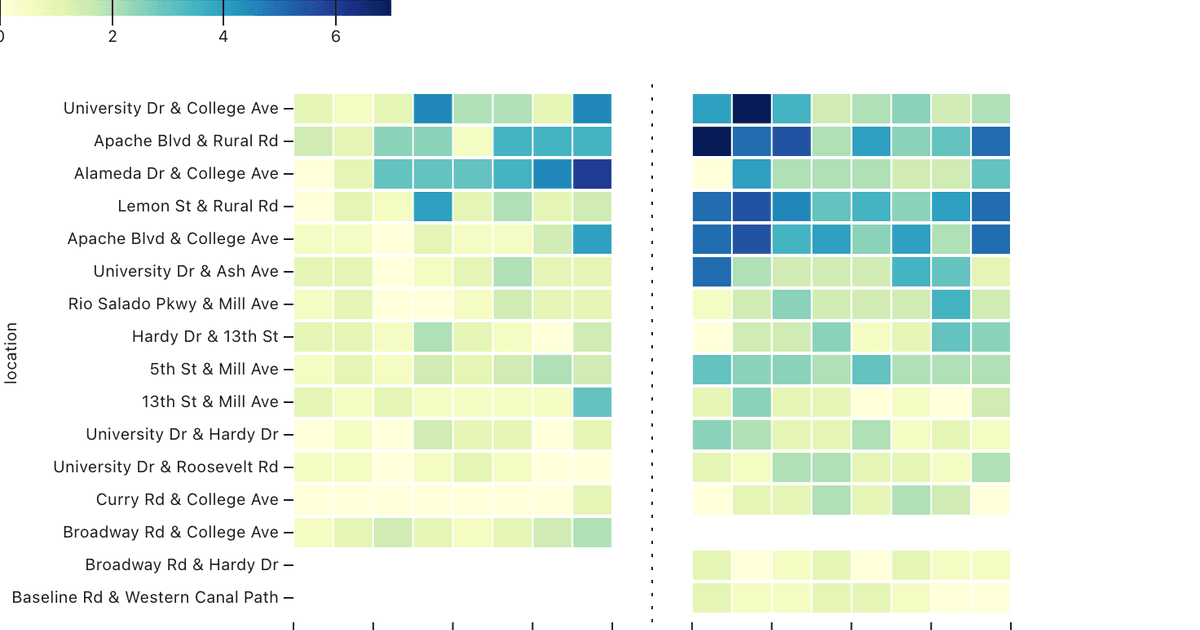 0 2 4 6
University Dr & College Ave
Apache Blvd & Rural Rd
Alameda Dr & College Ave
Lemon St & Rural Rd
Apache Blvd & College Ave
University Dr & Ash Ave
Rio Salado Pkwy & Mill Ave
Hardy Dr & 13th St
5th St & Mill Ave
13th St & Mill Ave
University Dr & Hardy Dr
University Dr & Roosevelt Rd
Curry Rd & College Ave
Broadway Rd & College Ave
Broadway Rd & Hardy Dr
Baseline Rd & Western Canal Path
location